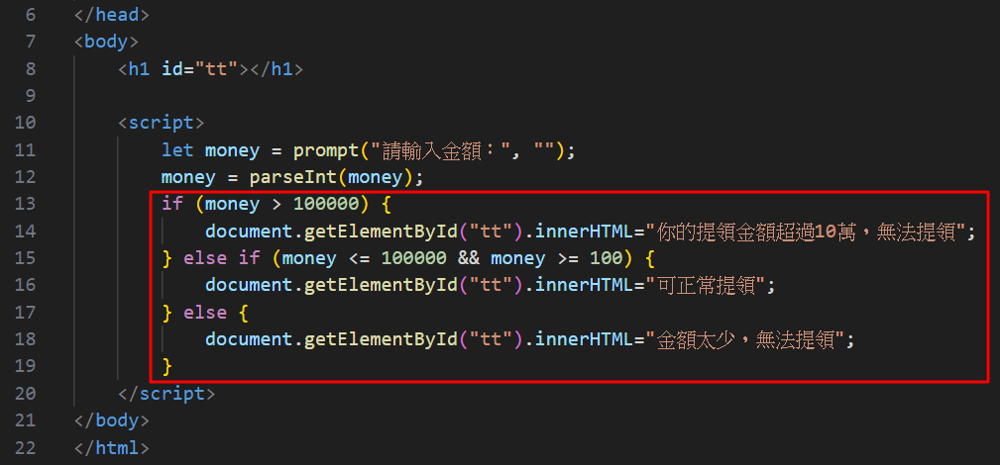 6 </head>
7 <body>
8 <h1 id="tt"></h1>
9
10 <script>
11 let money = prompt("請輸入金額：", "");
12 money = parseInt(money);
13 if (money > 100000) {
14 document.getElementById("tt").innerHTML="你的提領金額超過10萬，無法提領";
15 } else if (money <= 100000 && money >= 100) {
16 document.getElementById("tt").innerHTML="可正常提領";
17 } else {
18 document.getElementById("tt").innerHTML="金額太少，無法提領";
19 }
20 </script>
21 </body>
22 </html>